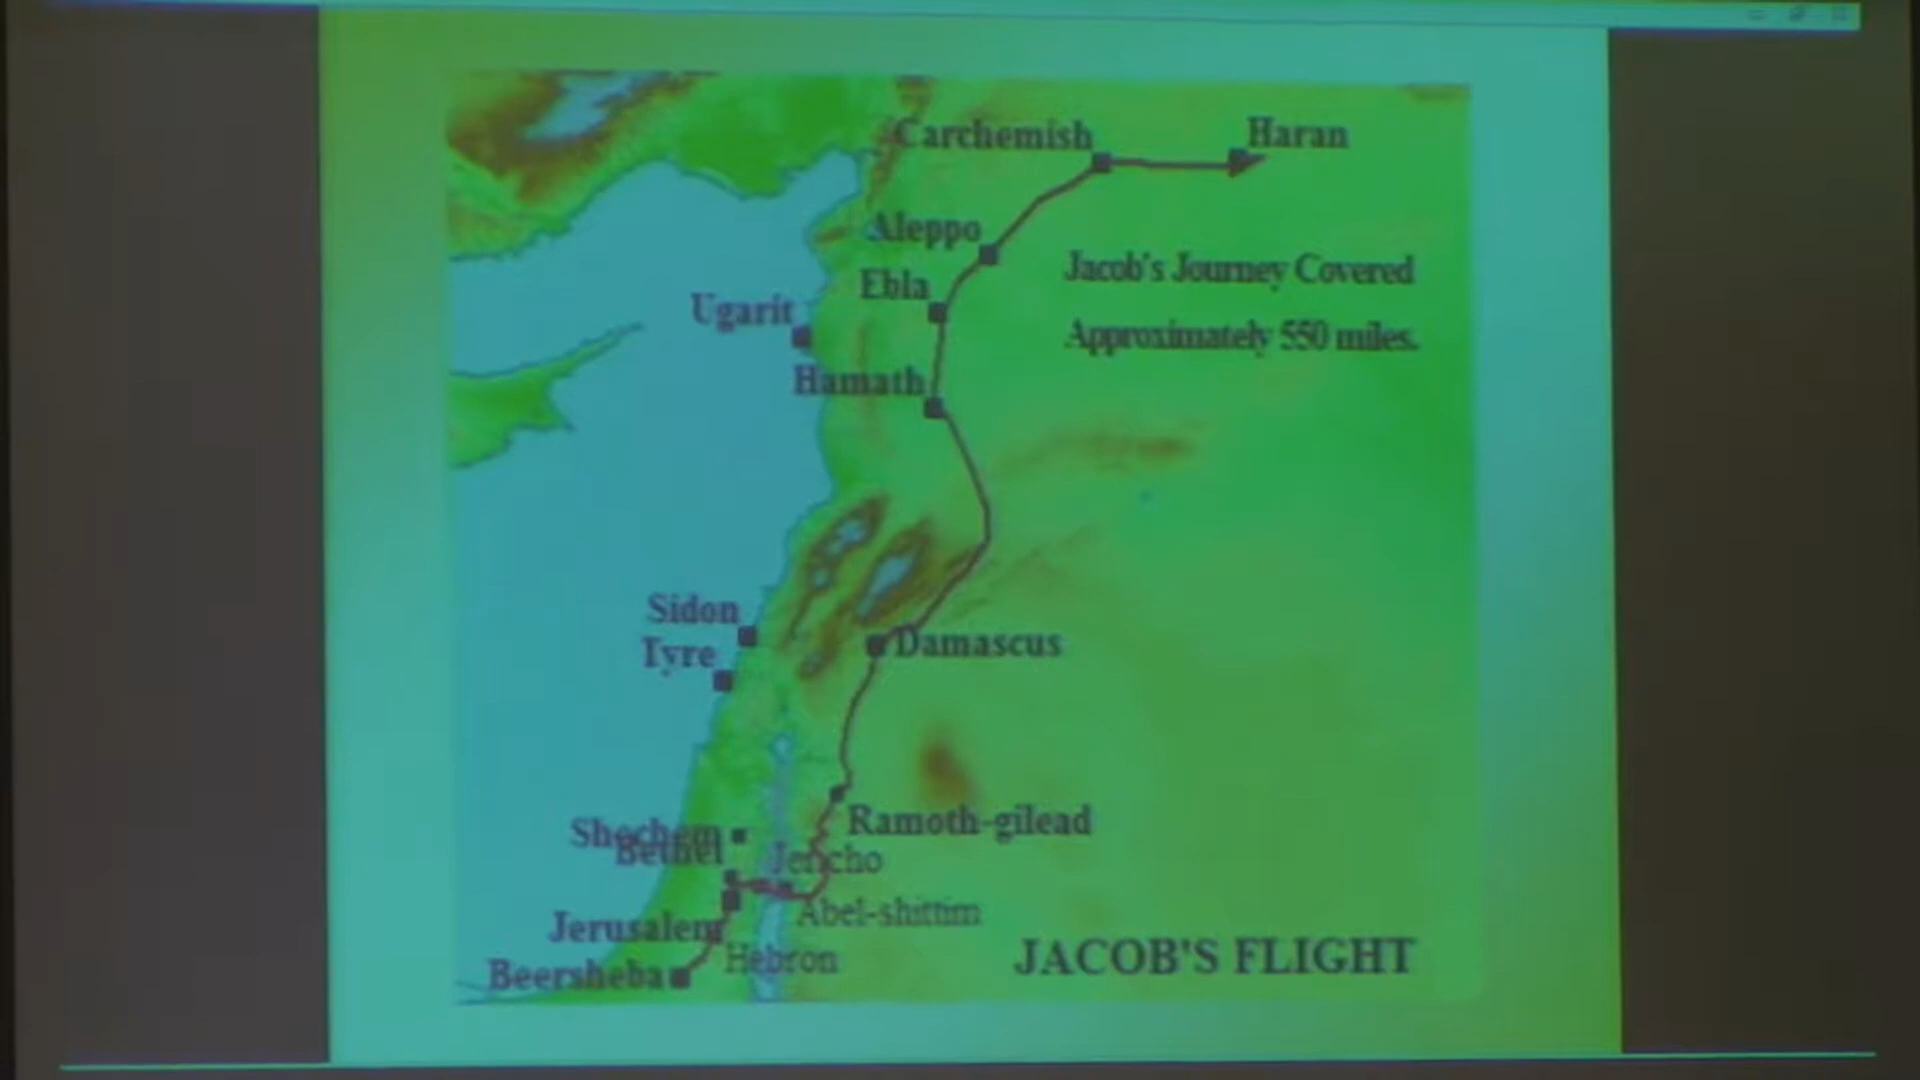 Carchemish
Haran
Aleppo
Jacob's Journey Covered
Ebla
Ugarit
Approximately 550 miles.
Hamath
Sidon
Tyre
Damascus
Ramoth-gilead
Shechem
Bethel
Jericho
Abel-shittim
Jerusalem
Hebron
JACOB'S FLIGHT
Beersheba